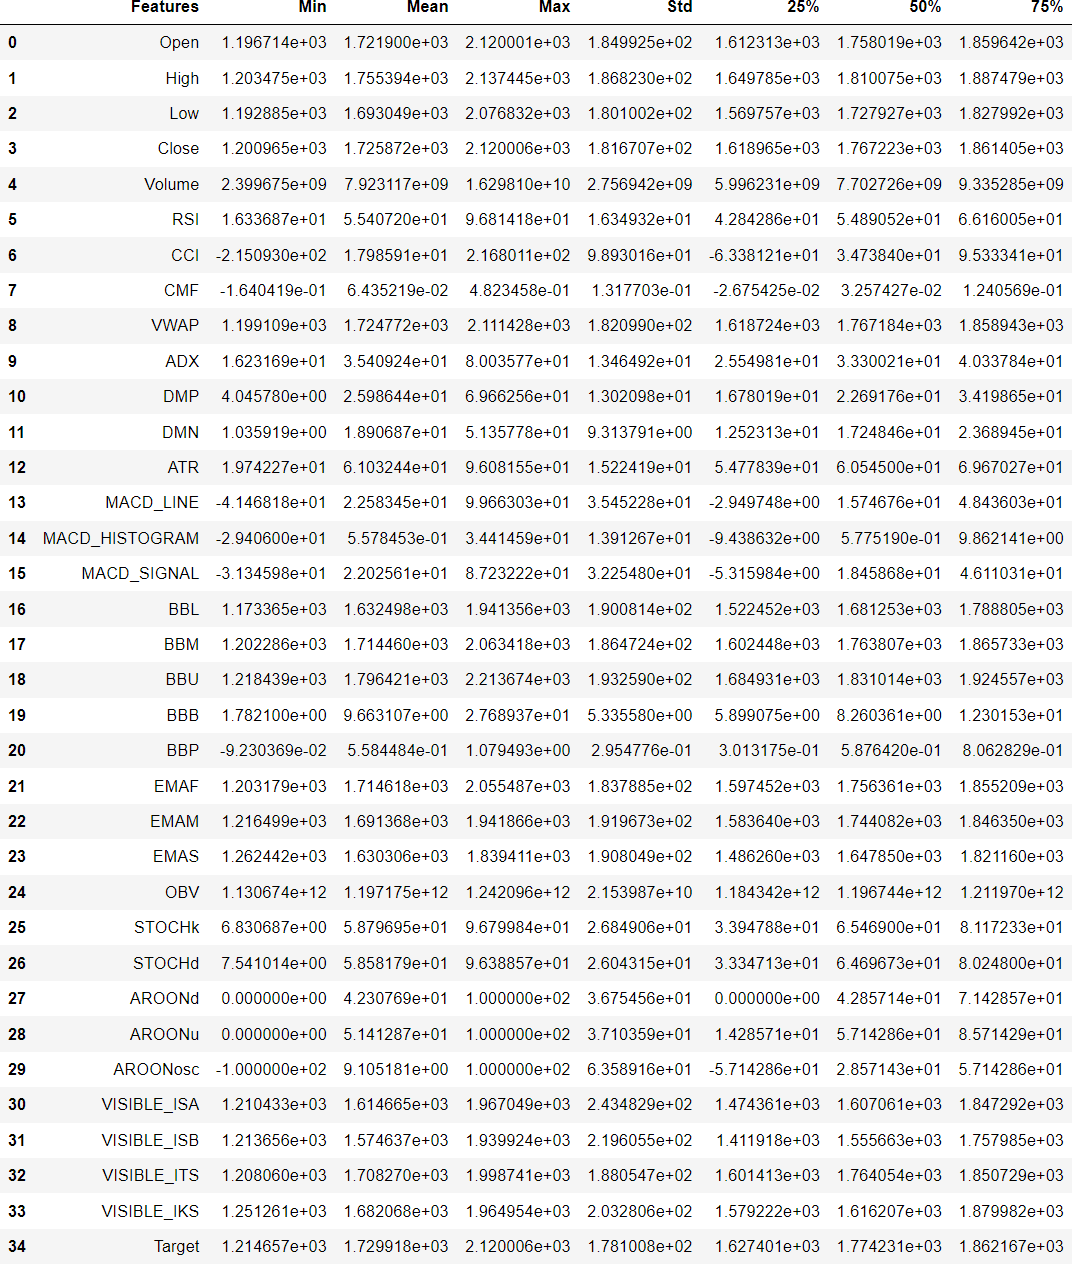 Features Min Mean Max Std 25% 50% 75%
0 Open 1.196714e+03 1.721900e+03 2.120001e+03 1.849925e+02 1.612313e+03 1.758019e+03 1.859642e+03
1 High 1.203475e+03 1.755394e+03 2.137445e+03 1.868230e+02 1.649785e+03 1.810075e+03 1.887479e+03
2 Low 1.192885e+03 1.693049e+03 2.076832e+03 1.801002e+02 1.569757e+03 1.727927e+03 1.827992e+03
3 Close 1.200965e+03 1.725872e+03 2.120006e+03 1.816707e+02 1.618965e+03 1.767223e+03 1.861405e+03
4 Volume 2.399675e+09 7.923117e+09 1.629810e+10 2.756942e+09 5.996231e+09 7.702726e+09 9.335285e+09
5 RSI 1.633687e+01 5.540720e+01 9.681418e+01 1.634932e+01 4.284286e+01 5.489052e+01 6.616005e+01
6 CCI -2.150930e+02 1.798591e+01 2.168011e+02 9.893016e+01 -6.338121e+01 3.473840e+01 9.533341e+01
7 CMF -1.640419e-01 6.435219e-02 4.823458e-01 1.317703e-01 -2.675425e-02 3.257427e-02 1.240569e-01
8 VWAP 1.199109e+03 1.724772e+03 2.111428e+03 1.820990e+02 1.618724e+03 1.767184e+03 1.858943e+03
9 ADX 1.623169e+01 3.540924e+01 8.003577e+01 1.346492e+01 2.554981e+01 3.330021e+01 4.033784e+01
10 DMP 4.045780e+00 2.598644e+01 6.966256e+01 1.302098e+01 1.678019e+01 2.269176e+01 3.419865e+01
11 DMN 1.035919e+00 1.890687e+01 5.135778e+01 9.313791e+00 1.252313e+01 1.724846e+01 2.368945e+01
12 ATR 1.974227e+01 6.103244e+01 9.608155e+01 1.522419e+01 5.477839e+01 6.054500e+01 6.967027e+01
13 MACD_LINE -4.146818e+01 2.258345e+01 9.966303e+01 3.545228e+01 -2.949748e+00 1.574676e+01 4.843603e+01
14 MACD_HISTOGRAM -2.940600e+01 5.578453e-01 3.441459e+01 1.391267e+01 -9.438632e+00 5.775190e-01 9.862141e+00
15 MACD_SIGNAL -3.134598e+01 2.202561e+01 8.723222e+01 3.225480e+01 -5.315984e+00 1.845868e+01 4.611031e+01
16 BBL 1.173365e+03 1.632498e+03 1.941356e+03 1.900814e+02 1.522452e+03 1.681253e+03 1.788805e+03
17 BBM 1.202286e+03 1.714460e+03 2.063418e+03 1.864724e+02 1.602448e+03 1.763807e+03 1.865733e+03
18 BBU 1.218439e+03 1.796421e+03 2.213674e+03 1.932590e+02 1.684931e+03 1.831014e+03 1.924557e+03
19 BBB 1.782100e+00 9.663107e+00 2.768937e+01 5.335580e+00 5.899075e+00 8.260361e+00 1.230153e+01
20 BBP -9.230369e-02 5.584484e-01 1.079493e+00 2.954776e-01 3.013175e-01 5.876420e-01 8.062829e-01
21 EMAF 1.203179e+03 1.714618e+03 2.055487e+03 1.837885e+02 1.597452e+03 1.756361e+03 1.855209e+03
22 EMAM 1.216499e+03 1.691368e+03 1.941866e+03 1.919673e+02 1.583640e+03 1.744082e+03 1.846350e+03
23 EMAS 1.262442e+03 1.630306e+03 1.839411e+03 1.908049e+02 1.486260e+03 1.647850e+03 1.821160e+03
24 OBV 1.130674e+12 1.197175e+12 1.242096e+12 2.153987e+10 1.184342e+12 1.196744e+12 1.211970e+12
25 STOCHk 6.830687e+00 5.879695e+01 9.679984e+01 2.684906e+01 3.394788e+01 6.546900e+01 8.117233e+01
26 STOCHd 7.541014e+00 5.858179e+01 9.638857e+01 2.604315e+01 3.334713e+01 6.469673e+01 8.024800e+01
27 AROONd 0.000000e+00 4.230769e+01 1.000000e+02 3.675456e+01 0.000000e+00 4.285714e+01 7.142857e+01
28 AROONu 0.000000e+00 5.141287e+01 1.000000e+02 3.710359e+01 1.428571e+01 5.714286e+01 8.571429e+01
29 AROONosc -1.000000e+02 9.105181e+00 1.000000e+02 6.358916e+01 -5.714286e+01 2.857143e+01 5.714286e+01
30 VISIBLE_ISA 1.210433e+03 1.614665e+03 1.967049e+03 2.434829e+02 1.474361e+03 1.607061e+03 1.847292e+03
31 VISIBLE_ISB 1.213656e+03 1.574637e+03 1.939924e+03 2.196055e+02 1.411918e+03 1.555663e+03 1.757985e+03
32 VISIBLE_ITS 1.208060e+03 1.708270e+03 1.998741e+03 1.880547e+02 1.601413e+03 1.764054e+03 1.850729e+03
33 VISIBLE_IKS 1.251261e+03 1.682068e+03 1.964954e+03 2.032806e+02 1.579222e+03 1.616207e+03 1.879982e+03
34 Target 1.214657e+03 1.729918e+03 2.120006e+03 1.781008e+02 1.627401e+03 1.774231e+03 1.862167e+03